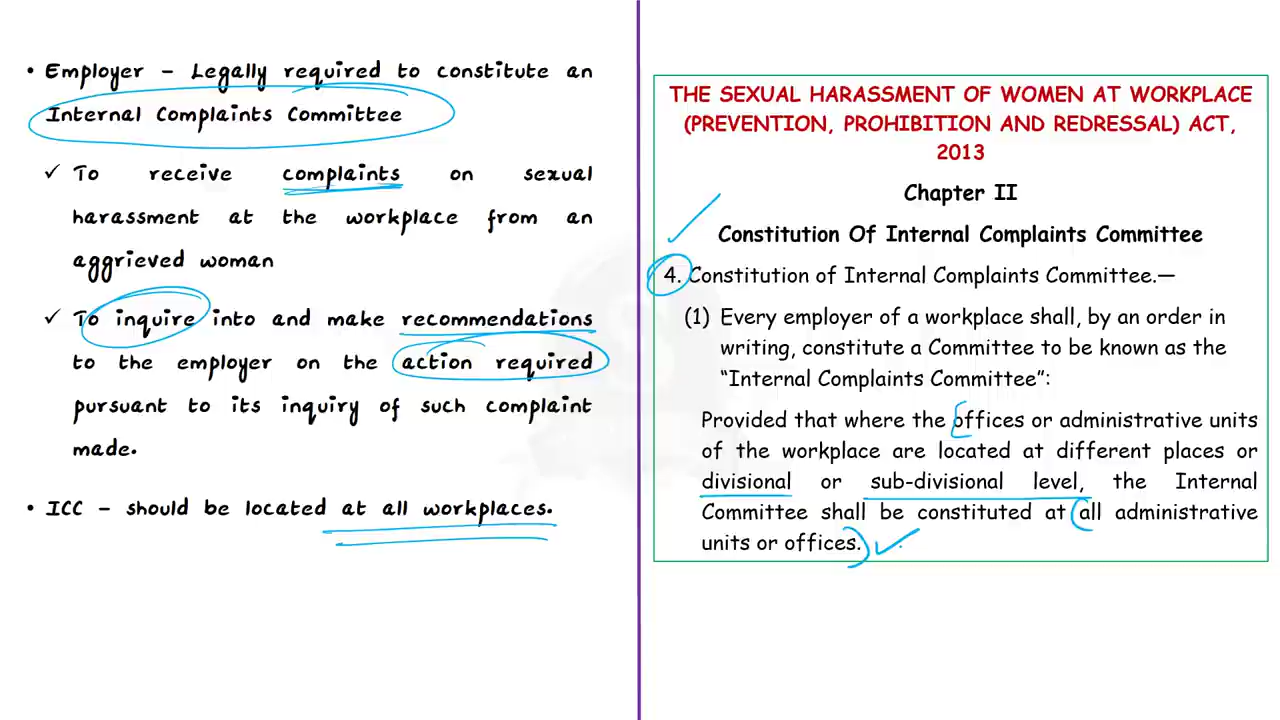 • Employer – Legally required to constitute an
Internal Complaints Committee
✓ To receive complaints on sexual
harassment at the workplace from an
aggrieved woman
✓ To inquire into and make recommendations
to the employer on the action required
pursuant to its inquiry of such complaint
made.
• ICC – should be located at all workplaces.
THE SEXUAL HARASSMENT OF WOMEN AT WORKPLACE
(PREVENTION, PROHIBITION AND REDRESSAL) ACT,
2013
Chapter II
Constitution Of Internal Complaints Committee
4. Constitution of Internal Complaints Committee.—
(1) Every employer of a workplace shall, by an order in
writing, constitute a Committee to be known as the
“Internal Complaints Committee”:
Provided that where the offices or administrative units
of the workplace are located at different places or
divisional or sub-divisional level, the Internal
Committee shall be constituted at all administrative
units or offices.